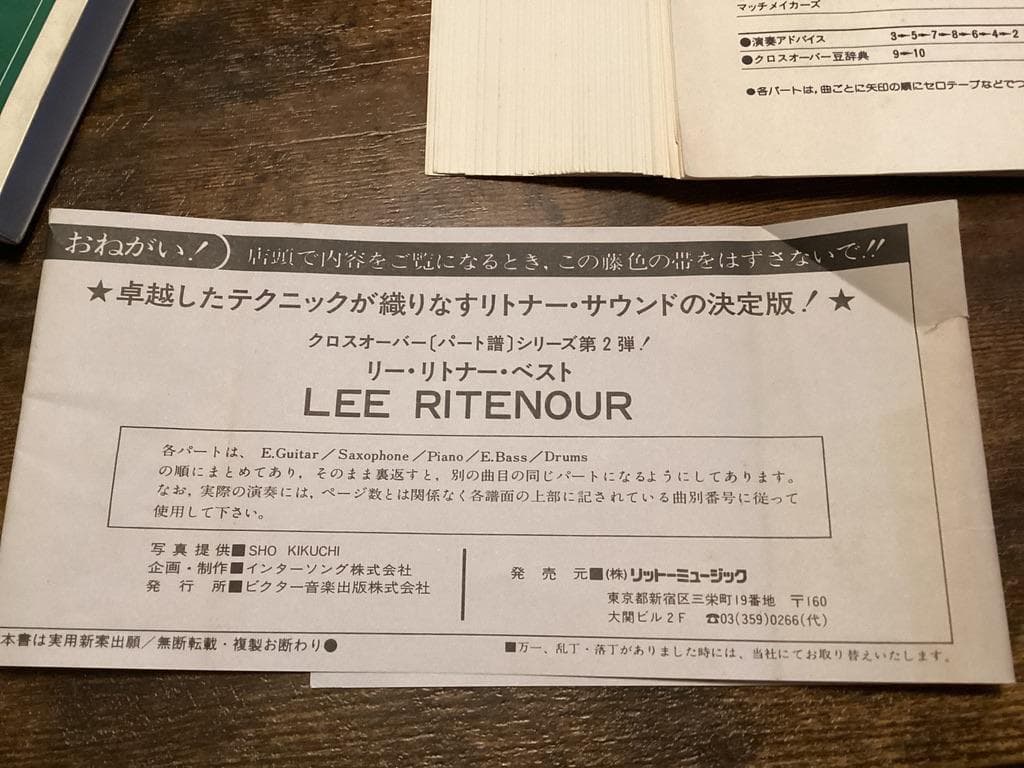 マッチメイカーズ
●演奏アドバイス 3→5→7→8→6→4→2
●クロスオーバー豆辞典 9→10
●各パートは,曲ごとに矢印の順にセロテープなどでつ
おねがい! 店頭で内容をご覧になるとき,この藤色の帯をはずさないで!!
★卓越したテクニックが織りなすリトナー・サウンドの決定版!★
クロスオーバー〔パート譜〕シリーズ第2弾!
リー・リトナー・ベスト
LEE RITENOUR
各パートは、E.Guitar/Saxophone/Piano/E.Bass/Drums
の順にまとめてあり,そのまま裏返すと,別の曲目の同じパートになるようにしてあります。
なお,実際の演奏には,ページ数とは関係なく各譜面の上部に記されている曲別番号に従って
使用して下さい。
写真提供■SHO KIKUCHI
企画・制作■インターソング株式会社
発行所■ビクター音楽出版株式会社
発売元■(株)リットーミュージック
東京都新宿区三栄町19番地 〒160
大関ビル2F ☎03(359)0266(代)
本書は実用新案出願/無断転載・複製お断わり●
■万一、乱丁・落丁がありました時には、当社にてお取り替えいたします。